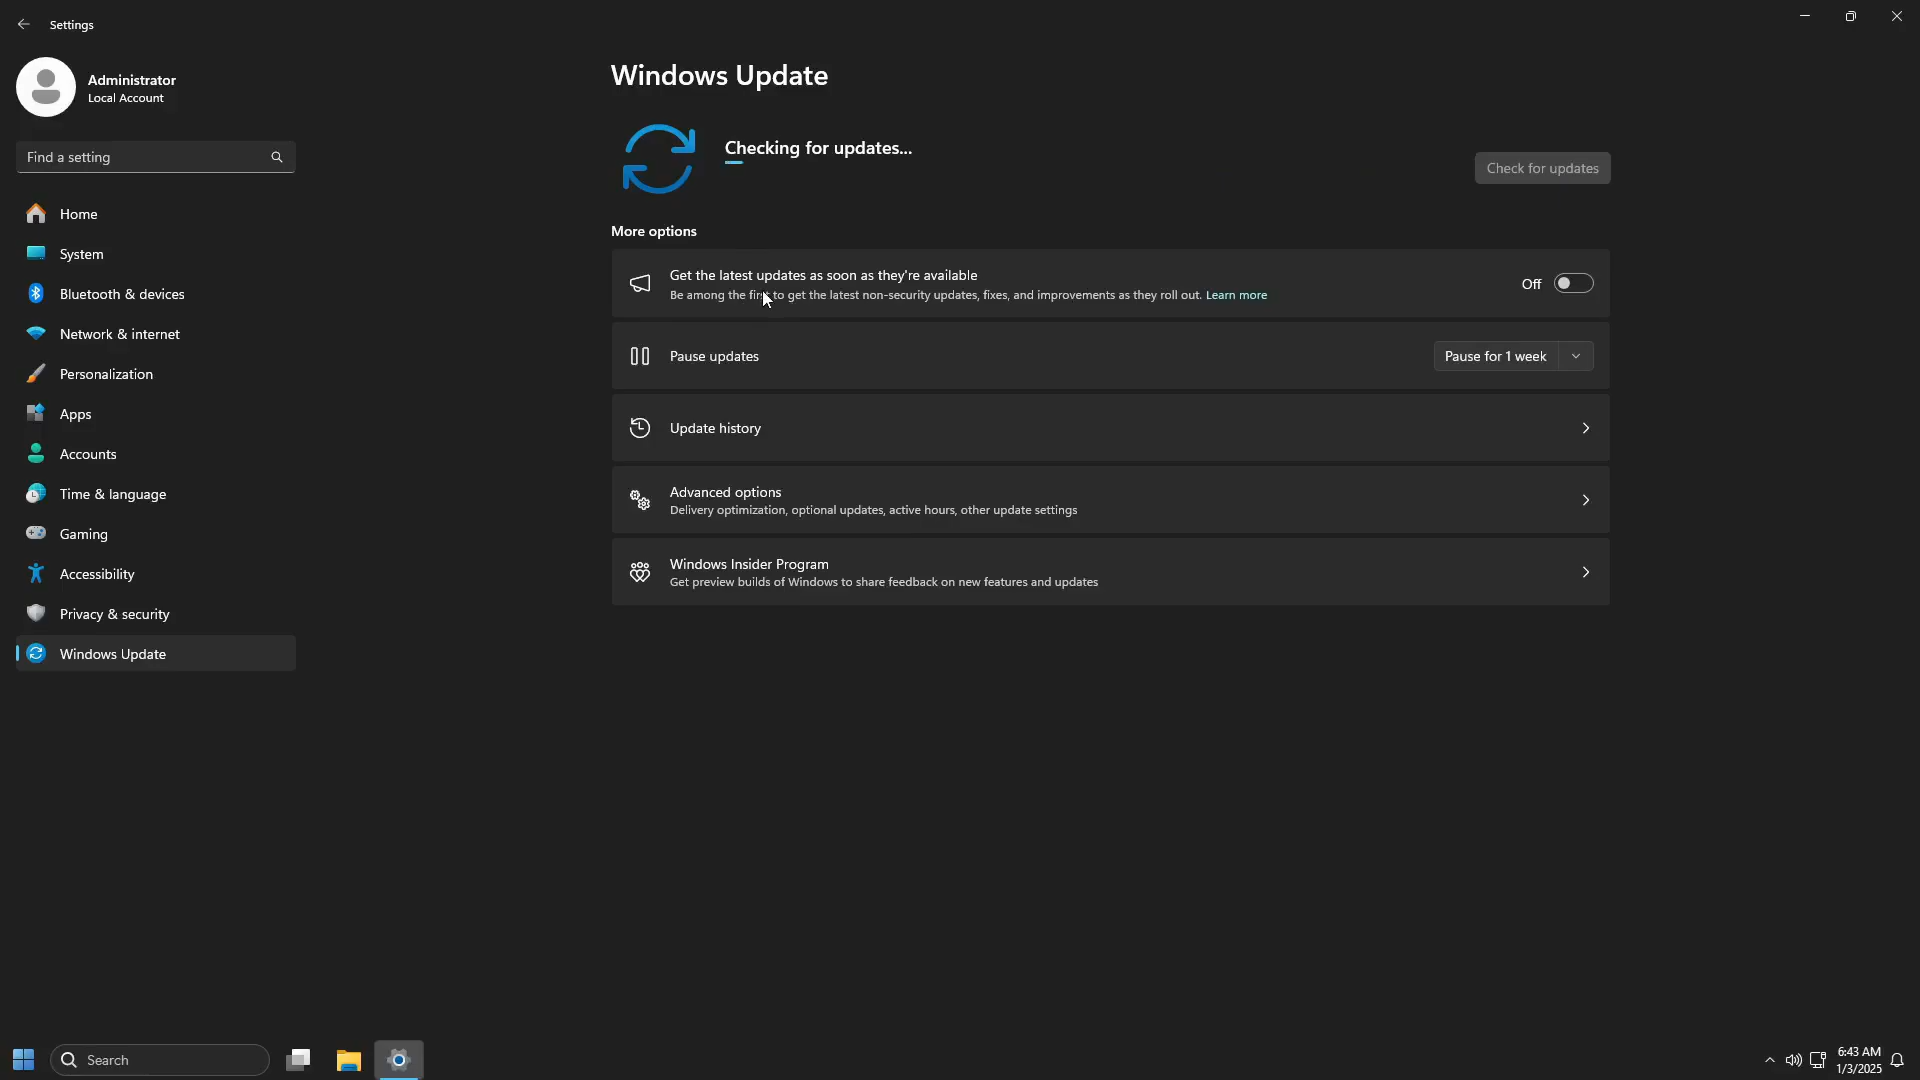 Settings
Administrator
Local Account
Find a setting
Home
System
Bluetooth & devices
Network & internet
Personalization
Apps
Accounts
Time & language
Gaming
Accessibility
Privacy & security
Windows Update
Windows Update
Checking for updates...
Check for updates
More options
Get the latest updates as soon as they're available
Be among the first to get the latest non-security updates, fixes, and improvements as they roll out. Learn more
Off
Pause updates
Pause for 1 week
Update history
Advanced options
Delivery optimization, optional updates, active hours, other update settings
Windows Insider Program
Get preview builds of Windows to share feedback on new features and updates
Search
6:43 AM
1/3/2025